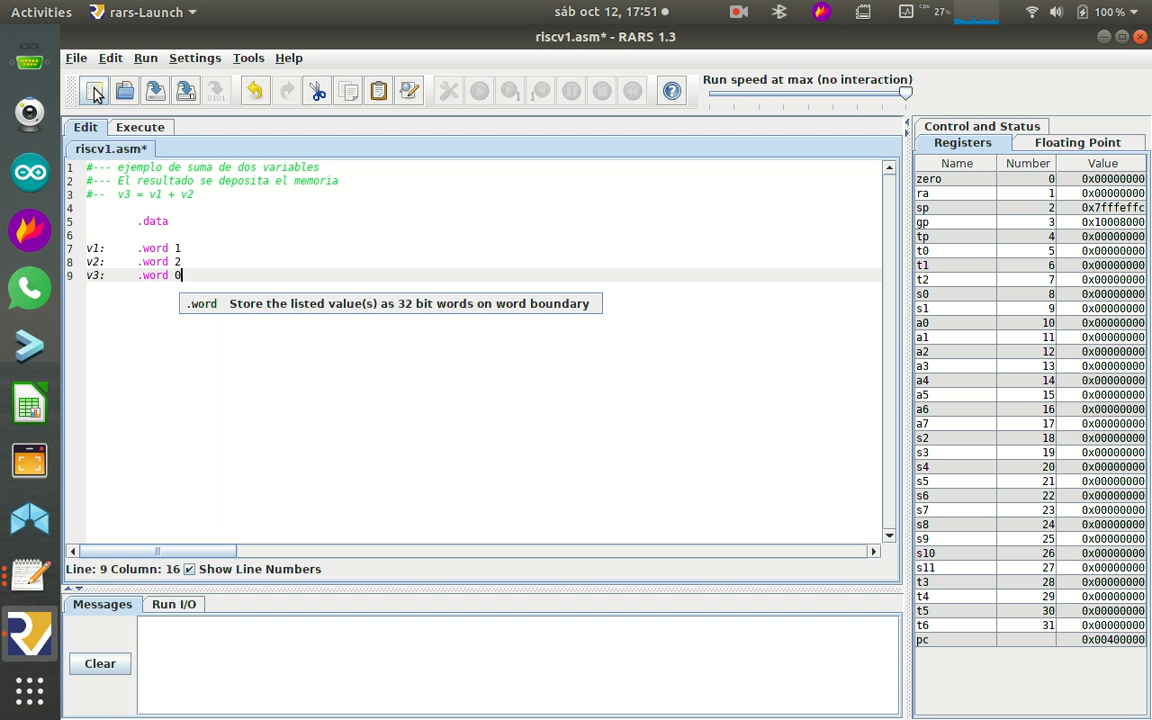 Activities
rars-Launch
sáb oct 12, 17:51
cpu
27%
100 %
riscv1.asm* - RARS 1.3
File Edit Run Settings Tools Help
Run speed at max (no interaction)
Edit Execute
riscv1.asm*
1 #--- ejemplo de suma de dos variables
2 #--- El resultado se deposita el memoria
3 #-- v3 = v1 + v2
4
5 .data
6
7 v1: .word 1
8 v2: .word 2
9 v3: .word 0
.word Store the listed value(s) as 32 bit words on word boundary
Line: 9 Column: 16 Show Line Numbers
Messages Run I/O
Clear
Control and Status
Registers Floating Point
Name Number Value
zero 0 0x00000000
ra 1 0x00000000
sp 2 0x7fffeffc
gp 3 0x10008000
tp 4 0x00000000
t0 5 0x00000000
t1 6 0x00000000
t2 7 0x00000000
s0 8 0x00000000
s1 9 0x00000000
a0 10 0x00000000
a1 11 0x00000000
a2 12 0x00000000
a3 13 0x00000000
a4 14 0x00000000
a5 15 0x00000000
a6 16 0x00000000
a7 17 0x00000000
s2 18 0x00000000
s3 19 0x00000000
s4 20 0x00000000
s5 21 0x00000000
s6 22 0x00000000
s7 23 0x00000000
s8 24 0x00000000
s9 25 0x00000000
s10 26 0x00000000
s11 27 0x00000000
t3 28 0x00000000
t4 29 0x00000000
t5 30 0x00000000
t6 31 0x00000000
pc 0x00400000